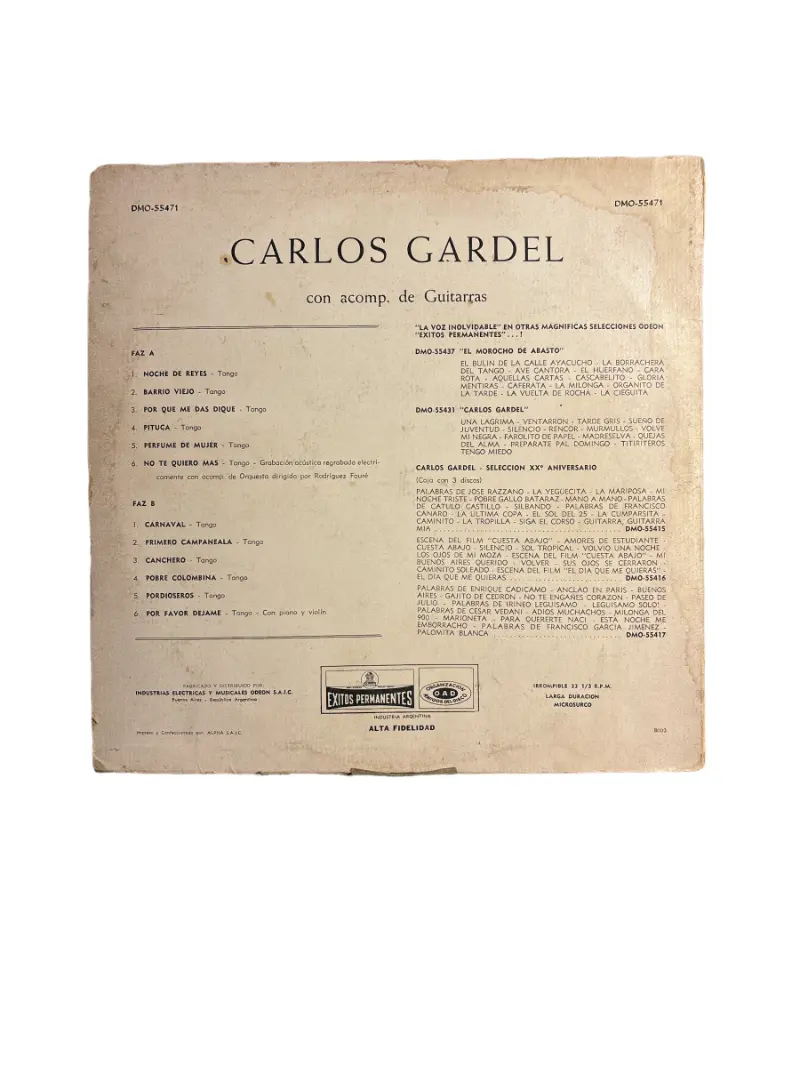 DMO-55471
DMO-55471
CARLOS GARDEL
con acomp. de Guitarras
FAZ A
1. NOCHE DE REYES - Tango
2. BARRIO VIEJO - Tango
3. POR QUE ME DAS DIQUE - Tango
4. PITUCA - Tango
5. PERFUME DE MUJER - Tango
6. NO TE QUIERO MAS - Tango - Grabación acústica regrabada electri-
camente con acomp. de Orquesta dirigida por Rodríguez Fauré
FAZ B
1. CARNAVAL - Tango
2. PRIMERO CAMPANEALA - Tango
3 CANCHERO - Tango
4. POBRE COLOMBINA - Tango
5. PORDIOSEROS - Tango
6. POR FAVOR DEJAME - Tango - Con piano y violín
"LA VOZ INOLVIDABLE" EN OTRAS MAGNIFICAS SELECCIONES ODEON
"EXITOS PERMANENTES"...!
DMO-55437 "EL MOROCHO DE ABASTO"
EL BULIN DE LA CALLE AYACUCHO - LA BORRACHERA
DEL TANGO - AVE CANTORA - EL HUERFANO - CARA
ROTA - AQUELLAS CARTAS - CASCABELITO - GLORIA
MENTIRAS - CAFERATA - LA MILONGA - ORGANITO DE
LA TARDE - LA VUELTA DE ROCHA - LA CIEGUITA
DMO-55431 "CARLOS GARDEL"
UNA LAGRIMA - VENTARRON - TARDE GRIS - SUEÑO DE
JUVENTUD - SILENCIO - RENCOR - MURMULLOS - VOLVE
MI NEGRA - FAROLITO DE PAPEL - MADRESELVA - QUEJAS
DEL ALMA - PREPARATE PAL DOMINGO - TITIRITEROS
TENGO MIEDO
CARLOS GARDEL - SELECCION XXº ANIVERSARIO
(Caja con 3 discos)
PALABRAS DE JOSE RAZZANO - LA YEGÜECITA - LA MARIPOSA - MI
NOCHE TRISTE - POBRE GALLO BATARAZ - MANO A MANO - PALABRAS
DE CATULO CASTILLO - SILBANDO - PALABRAS DE FRANCISCO
CANARO - LA ULTIMA COPA - EL SOL DEL 25 - LA CUMPARSITA -
CAMINITO - LA TROPILLA - SIGA EL CORSO - GUITARRA, GUITARRA
MIA ........ DMO-55415
ESCENA DEL FILM "CUESTA ABAJO" - AMORES DE ESTUDIANTE -
CUESTA ABAJO - SILENCIO - SOL TROPICAL - VOLVIO UNA NOCHE -
LOS OJOS DE MI MOZA - ESCENA DEL FILM "CUESTA ABAJO" - MI
BUENOS AIRES QUERIDO - VOLVER - SUS OJOS SE CERRARON -
CAMINITO SOLEADO - ESCENA DEL FILM "EL DIA QUE ME QUIERAS" -
EL DIA QUE ME QUIERAS ........ DMO-55416
PALABRAS DE ENRIQUE CADICAMO - ANCLAO EN PARIS - BUENOS
AIRES - GAJITO DE CEDRON - NO TE ENGAÑES CORAZON - PASEO DE
JULIO - PALABRAS DE IRINEO LEGUISAMO - LEGUISAMO SOLO! -
PALABRAS DE CESAR VEDANI - ADIOS MUCHACHOS - MILONGA DEL
900 - MARIONETA - PARA QUERERTE NACI - ESTA NOCHE ME
EMBORRACHO - PALABRAS DE FRANCISCO GARCIA JIMENEZ -
PALOMITA BLANCA ........ DMO-55417
FABRICADO Y DISTRIBUIDO POR:
INDUSTRIAS ELECTRICAS Y MUSICALES ODEON S.A.I.C.
Buenos Aires - República Argentina
EXITOS PERMANENTES
ORGANIZACION
OAD
INDUSTRIA ARGENTINA
ALTA FIDELIDAD
IRROMPIBLE 33 1/3 R.P.M.
LARGA DURACION
MICROSURCO
Impreso y Confeccionado por: ALPHA S.A.I.C.